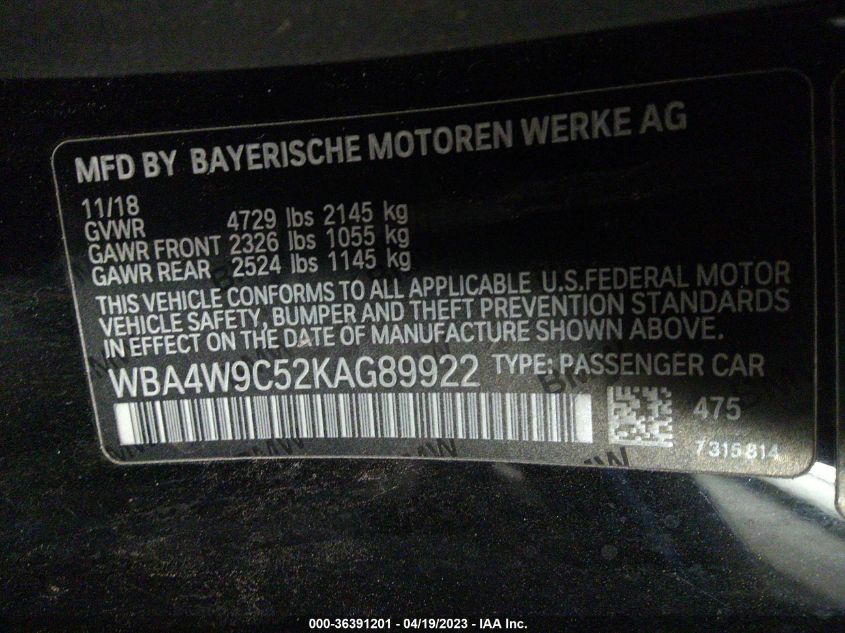 MFD BY BAYERISCHE MOTOREN WERKE AG
11/18
GVWR 4729 lbs 2145 kg
GAWR FRONT 2326 lbs 1055 kg
GAWR REAR 2524 lbs 1145 kg
THIS VEHICLE CONFORMS TO ALL APPLICABLE U.S.FEDERAL MOTOR
VEHICLE SAFETY, BUMPER AND THEFT PREVENTION STANDARDS
IN EFFECT ON THE DATE OF MANUFACTURE SHOWN ABOVE.
WBA4W9C52KAG89922 TYPE: PASSENGER CAR
475
7315814
000-36391201 - 04/19/2023 - IAA Inc.